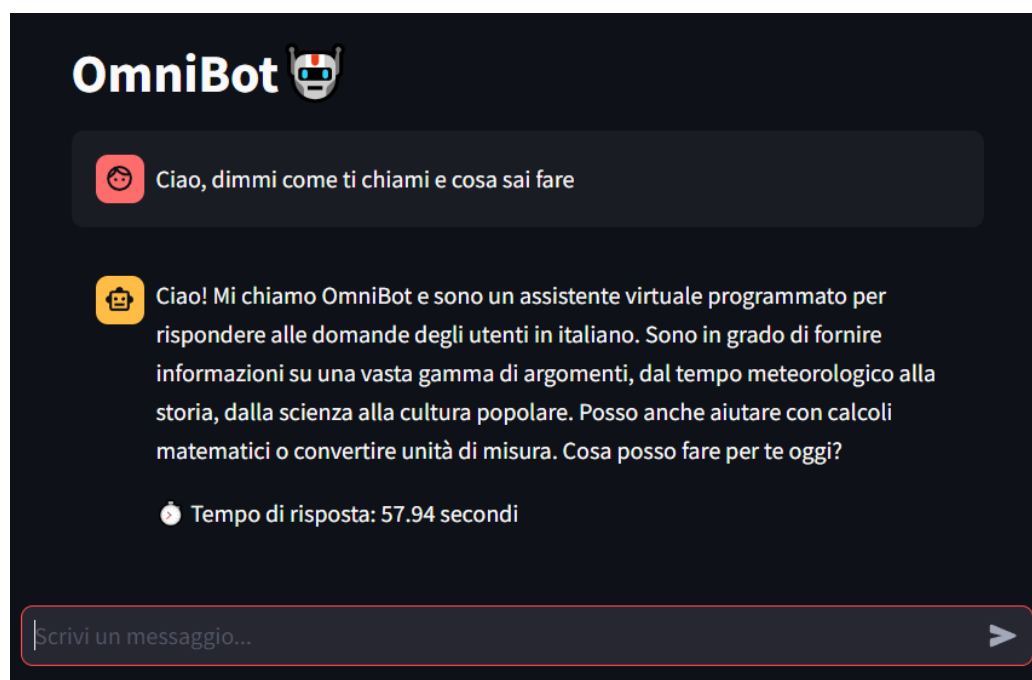 OmniBot
Ciao, dimmi come ti chiami e cosa sai fare
Ciao! Mi chiamo OmniBot e sono un assistente virtuale programmato per
rispondere alle domande degli utenti in italiano. Sono in grado di fornire
informazioni su una vasta gamma di argomenti, dal tempo meteorologico alla
storia, dalla scienza alla cultura popolare. Posso anche aiutare con calcoli
matematici o convertire unità di misura. Cosa posso fare per te oggi?
Tempo di risposta: 57.94 secondi
Scrivi un messaggio...